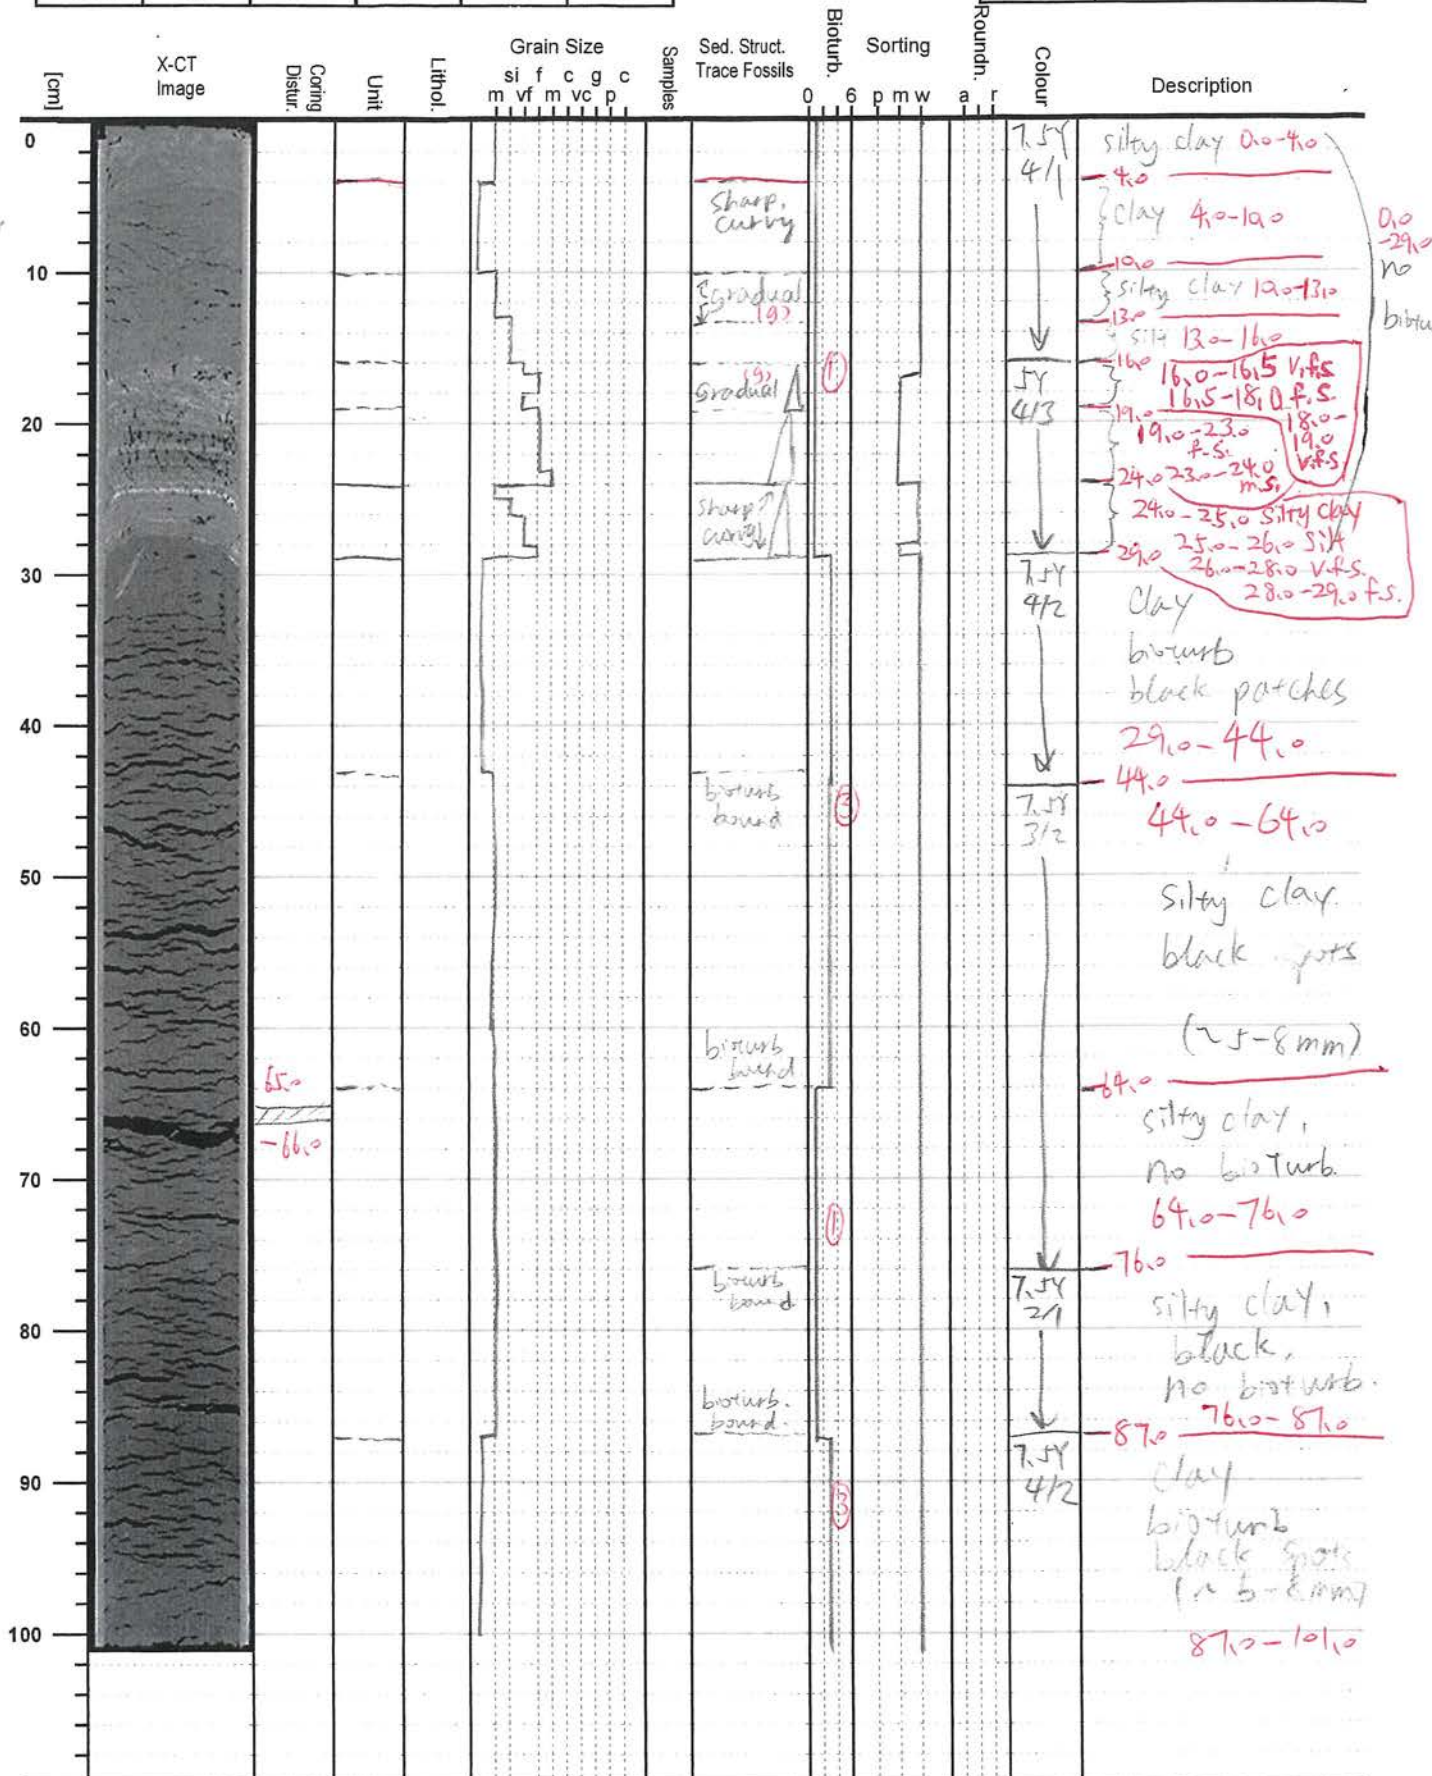 [cm]
X-CT
Image
Coring
Distur.
Unit
Lithol.
Grain Size
si f c g c
m vf m vc p
Samples
Sed. Struct.
Trace Fossils
Bioturb.
0 6
Sorting
p m w
Roundn.
a r
Colour
Description
0
10
20
30
40
50
60
70
80
90
100
65.0
-66.0
sharp,
curvy
gradual
(g)
(g)
gradual
sharp
curvy
bioturb
bound
bioturb
bound
bioturb
bound
bioturb.
bound.
1
3
1
3
7.5Y
4/1
5Y
4/3
7.5Y
4/2
7.5Y
3/2
7.5Y
2/1
7.5Y
4/2
silty clay 0.0-4.0
4.0
clay 4.0-10.0
10.0
silty clay 10.0-13.0
13.0
silt 13.0-16.0
16.0
16.0-16.5 v.f.s
16.5-18.0 f.s.
18.0-
19.0
v.f.s
19.0
19.0-23.0
f.s.
24.0 23.0-24.0
m.s.
24.0-25.0 silty clay
25.0-26.0 silt
26.0-28.0 v.f.s.
28.0-29.0 f.s.
29.0
0.0
-29.0
no
clay
bioturb
black patches
29.0-44.0
44.0
44.0-64.0
silty clay.
black
(~5-8mm)
64.0
silty clay,
no bioturb.
64.0-76.0
76.0
silty clay,
black,
no bioturb.
76.0-87.0
87.0
clay
bioturb
black spots
87.0-101.0